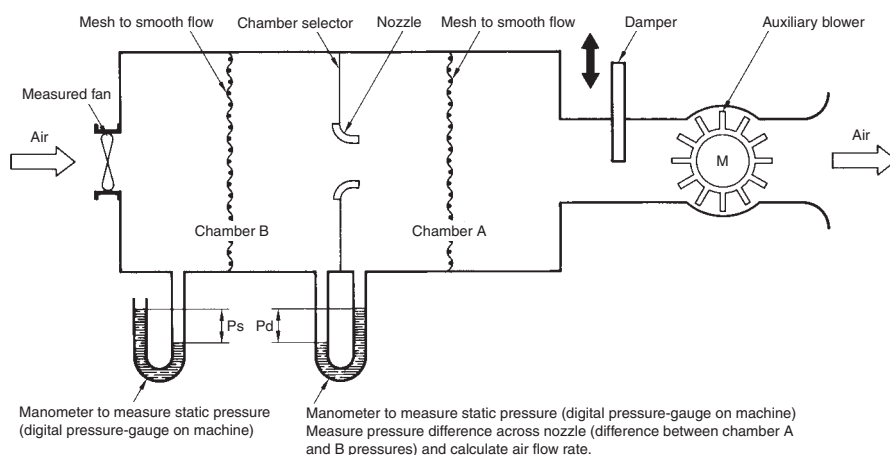 Mesh to smooth flow
Chamber selector
Nozzle
Mesh to smooth flow
Damper
Auxiliary blower
Measured fan
Air
M
Air
Chamber B
Chamber A
Ps
Pd
Manometer to measure static pressure
(digital pressure-gauge on machine)
Manometer to measure static pressure (digital pressure-gauge on machine)
Measure pressure difference across nozzle (difference between chamber A
and B pressures) and calculate air flow rate.